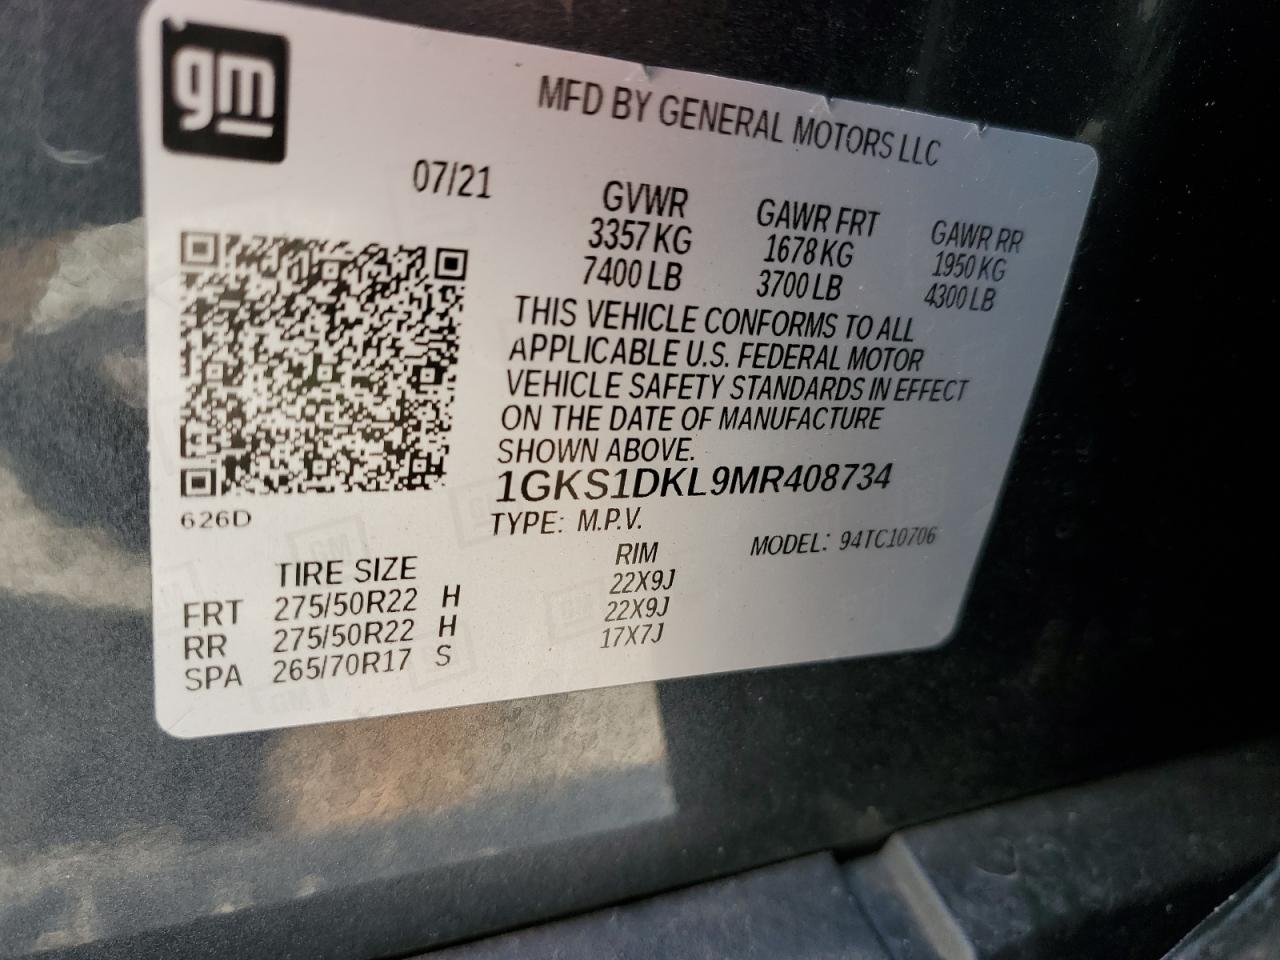 gm
MFD BY GENERAL MOTORS LLC
07/21
GVWR GAWR FRT GAWR RR
3357 KG 1678 KG 1950 KG
7400 LB 3700 LB 4300 LB
THIS VEHICLE CONFORMS TO ALL
APPLICABLE U.S. FEDERAL MOTOR
VEHICLE SAFETY STANDARDS IN EFFECT
ON THE DATE OF MANUFACTURE
SHOWN ABOVE.
1GKS1DKL9MR408734
626D
TYPE: M.P.V.
MODEL: 94TC10706
TIRE SIZE RIM
FRT 275/50R22 H 22X9J
RR 275/50R22 H 22X9J
SPA 265/70R17 S 17X7J